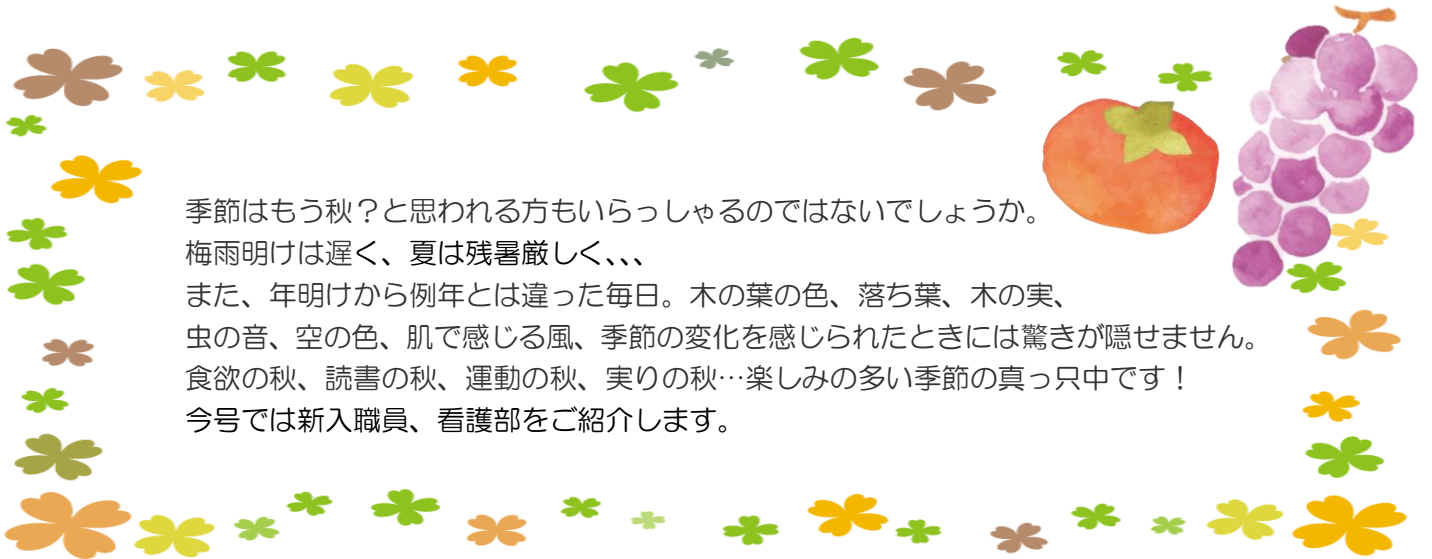 季節はもう秋？と思われる方もいらっしゃるのではないでしょうか。
梅雨明けは遅く、夏は残暑厳しく、、、
また、年明けから例年とは違った毎日。木の葉の色、落ち葉、木の実、
虫の音、空の色、肌で感じる風、季節の変化を感じられたときには驚きが隠せません。
食欲の秋、読書の秋、運動の秋、実りの秋…楽しみの多い季節の真っ只中です！
今号では新入職員、看護部をご紹介します。